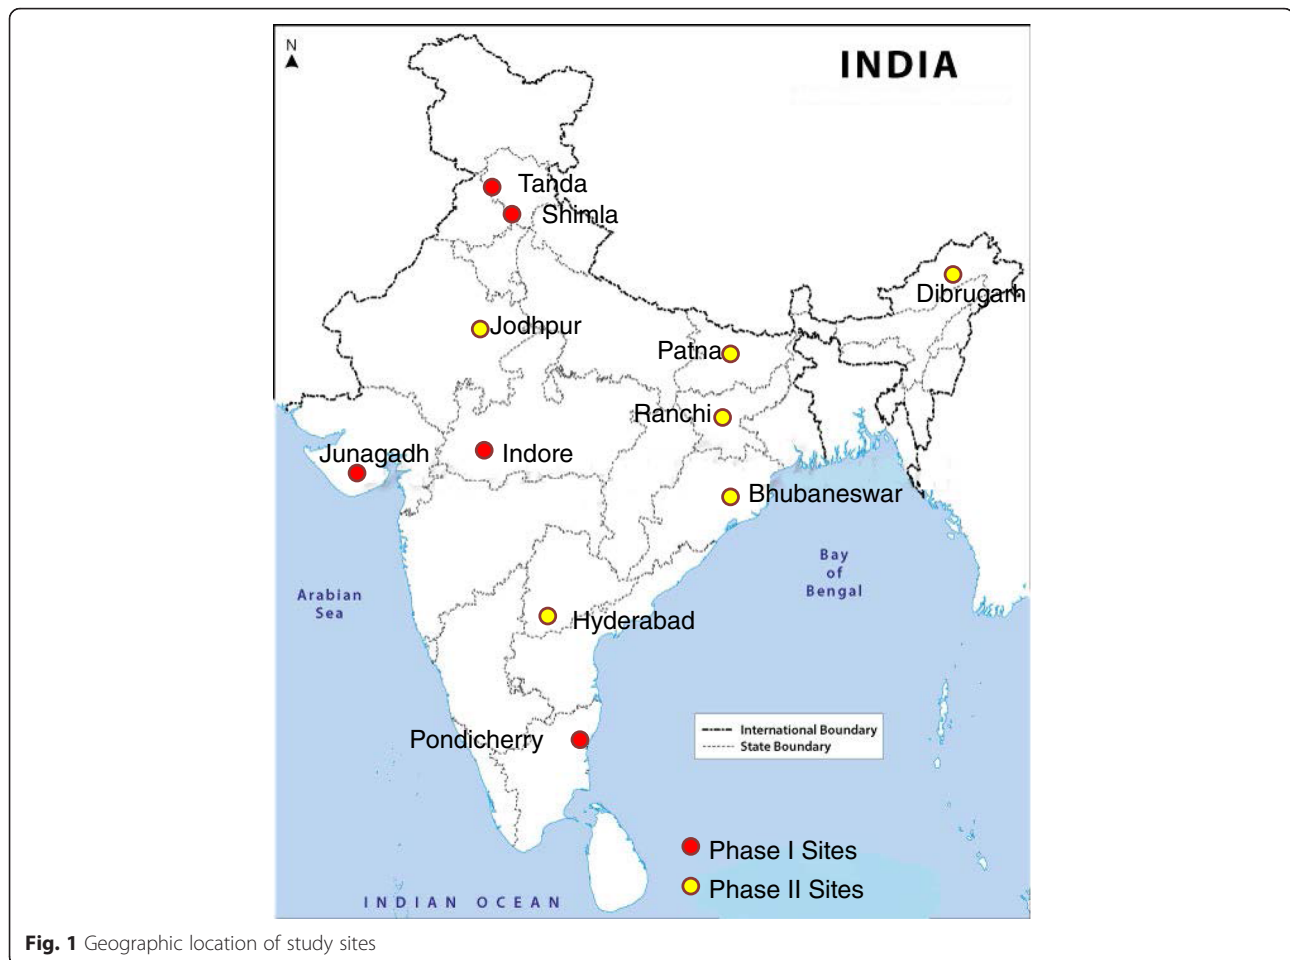 N
INDIA
Tanda
Shimla
Dibrugarh
Jodhpur
Patna
Ranchi
Junagadh
Indore
Bhubaneswar
Bay
of
Bengal
Arabian
Sea
Hyderabad
International Boundary
State Boundary
Pondicherry
Phase I Sites
Phase II Sites
INDIAN OCEAN
Fig. 1 Geographic location of study sites